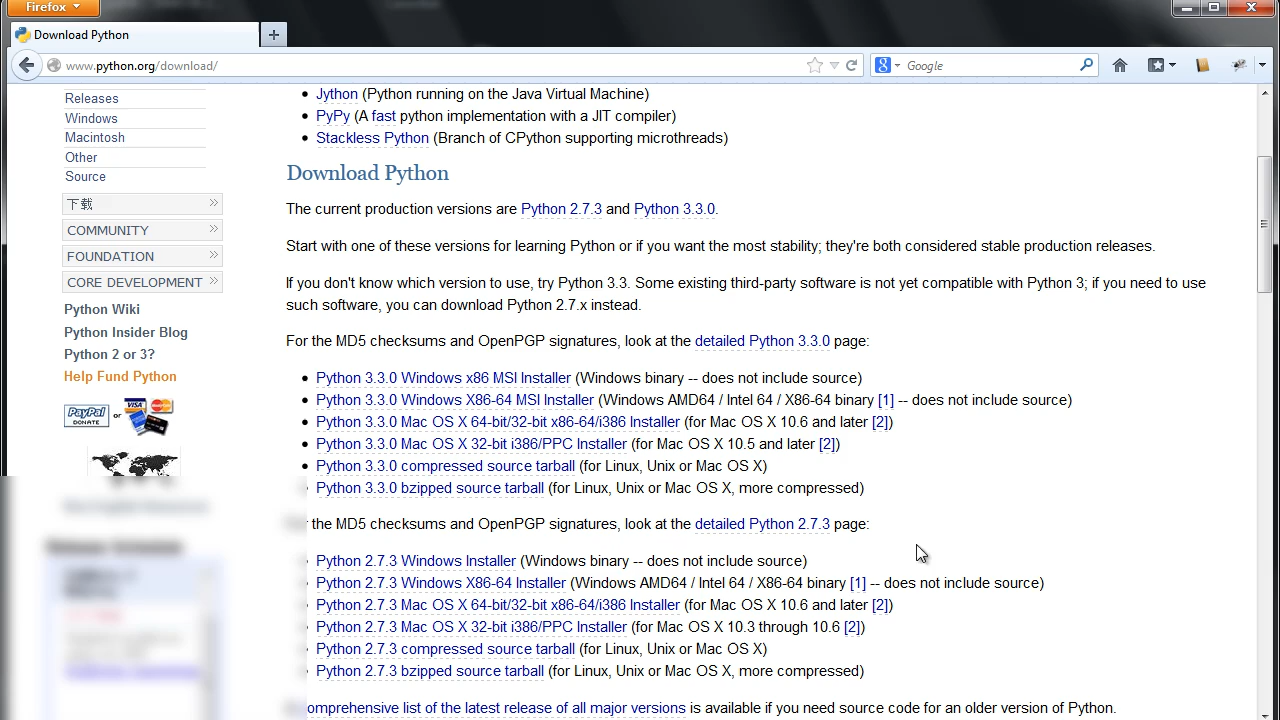 Firefox
Download Python
www.python.org/download/
Google
Releases
Windows
Macintosh
Other
Source
下载
COMMUNITY
FOUNDATION
CORE DEVELOPMENT
Python Wiki
Python Insider Blog
Python 2 or 3?
Help Fund Python
PayPal
DONATE
or
VISA
Jython (Python running on the Java Virtual Machine)
PyPy (A fast python implementation with a JIT compiler)
Stackless Python (Branch of CPython supporting microthreads)
Download Python
The current production versions are Python 2.7.3 and Python 3.3.0.
Start with one of these versions for learning Python or if you want the most stability; they're both considered stable production releases.
If you don't know which version to use, try Python 3.3. Some existing third-party software is not yet compatible with Python 3; if you need to use
such software, you can download Python 2.7.x instead.
For the MD5 checksums and OpenPGP signatures, look at the detailed Python 3.3.0 page:
Python 3.3.0 Windows x86 MSI Installer (Windows binary -- does not include source)
Python 3.3.0 Windows X86-64 MSI Installer (Windows AMD64 / Intel 64 / X86-64 binary [1] -- does not include source)
Python 3.3.0 Mac OS X 64-bit/32-bit x86-64/i386 Installer (for Mac OS X 10.6 and later [2])
Python 3.3.0 Mac OS X 32-bit i386/PPC Installer (for Mac OS X 10.5 and later [2])
Python 3.3.0 compressed source tarball (for Linux, Unix or Mac OS X)
Python 3.3.0 bzipped source tarball (for Linux, Unix or Mac OS X, more compressed)
the MD5 checksums and OpenPGP signatures, look at the detailed Python 2.7.3 page:
Python 2.7.3 Windows Installer (Windows binary -- does not include source)
Python 2.7.3 Windows X86-64 Installer (Windows AMD64 / Intel 64 / X86-64 binary [1] -- does not include source)
Python 2.7.3 Mac OS X 64-bit/32-bit x86-64/i386 Installer (for Mac OS X 10.6 and later [2])
Python 2.7.3 Mac OS X 32-bit i386/PPC Installer (for Mac OS X 10.3 through 10.6 [2])
Python 2.7.3 compressed source tarball (for Linux, Unix or Mac OS X)
Python 2.7.3 bzipped source tarball (for Linux, Unix or Mac OS X, more compressed)
omprehensive list of the latest release of all major versions is available if you need source code for an older version of Python.